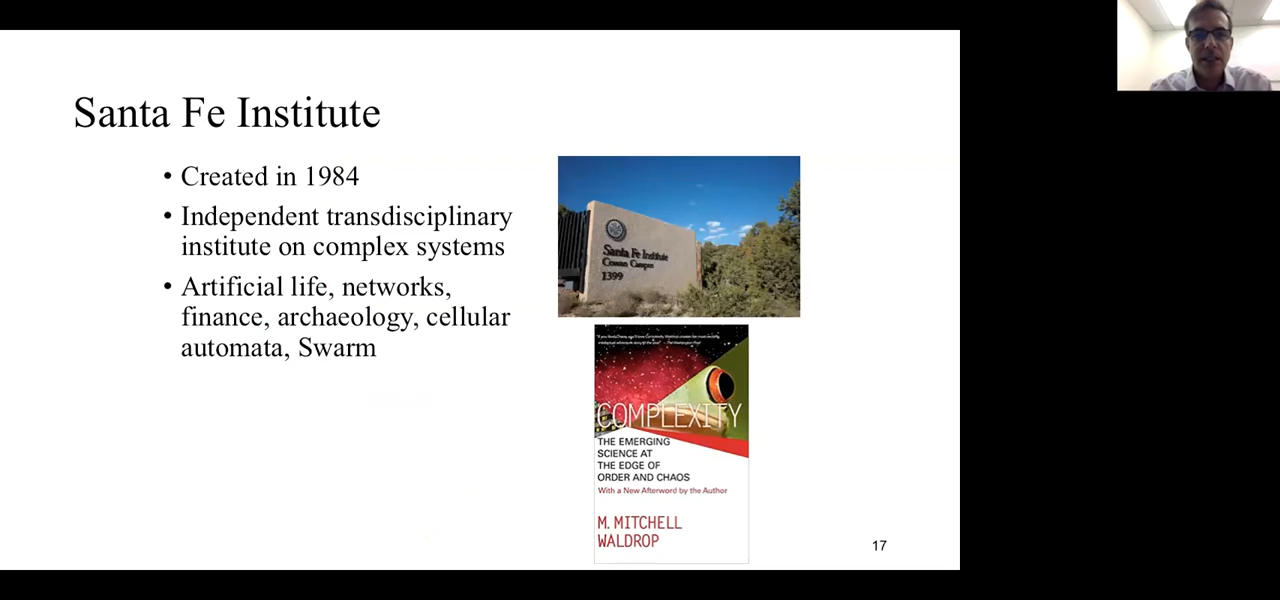 Santa Fe Institute
• Created in 1984
• Independent transdisciplinary
institute on complex systems
• Artificial life, networks,
finance, archaeology, cellular
automata, Swarm
Santa Fe Institute
Cowan Campus
1399
COMPLEXITY
THE EMERGING
SCIENCE AT
THE EDGE OF
ORDER AND CHAOS
With a New Afterword by the Author
M. MITCHELL
WALDROP
17